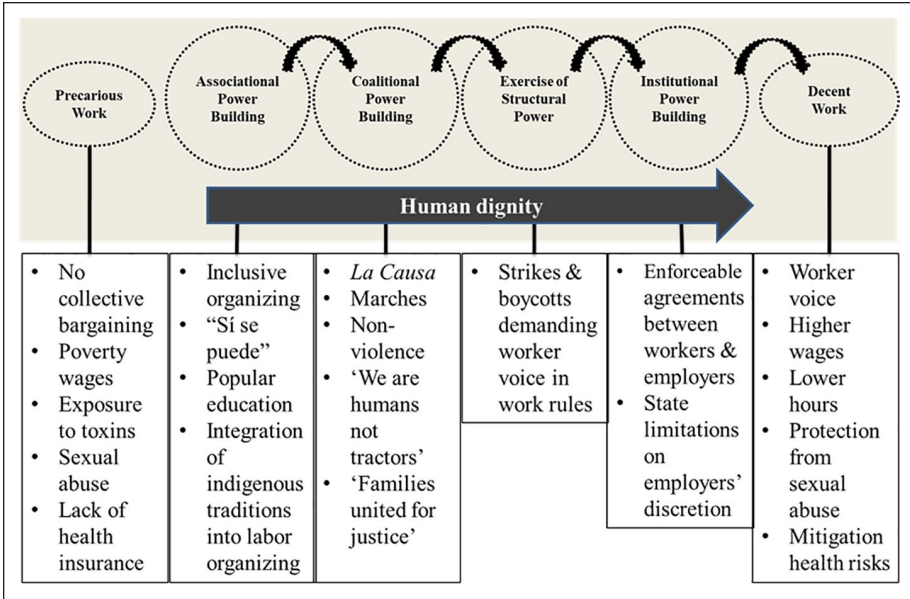 Precarious
Work
Associational
Power
Building
Coalitional
Power
Building
Exercise of
Structural
Power
Institutional
Power
Building
Decent
Work
Human dignity
• No
collective
bargaining
• Poverty
wages
• Exposure
to toxins
• Sexual
abuse
• Lack of
health
insurance
• Inclusive
organizing
• “Sí se
puede”
• Popular
education
• Integration
of
indigenous
traditions
into labor
organizing
• La Causa
• Marches
• Non-
violence
• ‘We are
humans
not
tractors’
• ‘Families
united for
justice’
• Strikes &
boycotts
demanding
worker
voice in
work rules
• Enforceable
agreements
between
workers &
employers
• State
limitations
on
employers’
discretion
• Worker
voice
• Higher
wages
• Lower
hours
• Protection
from
sexual
abuse
• Mitigation
health risks